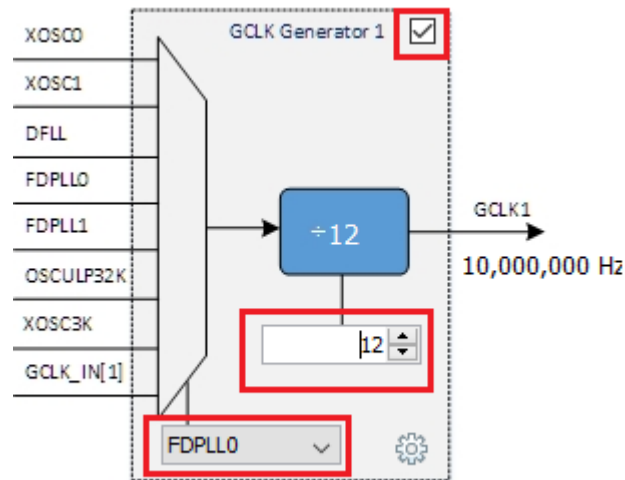 GCLK Generator 1
XOSC0
XOSC1
DFLL
FDPLL0
FDPLL1
OSCULP32K
XOSC3K
GCLK_IN[1]
÷12
GCLK1
10,000,000 Hz
12
FDPLL0